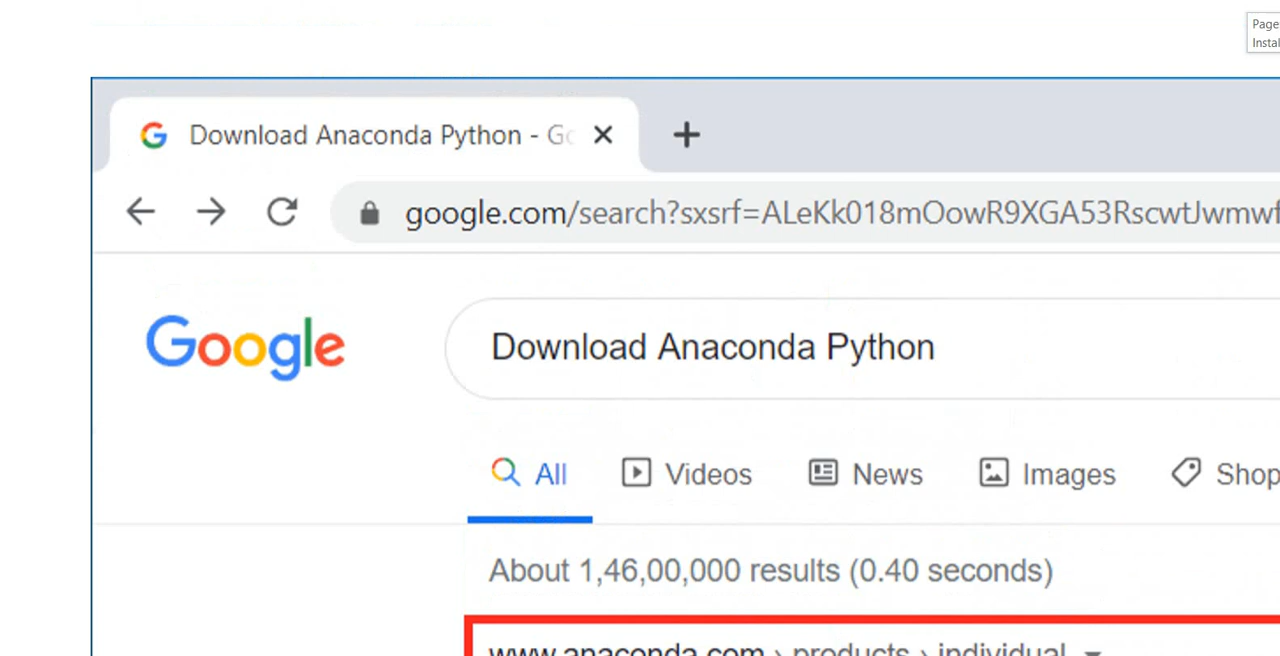 Page
Instal
Download Anaconda Python - Go
google.com/search?sxsrf=ALeKk018mOowR9XGA53RscwtJwmwf
Google
Download Anaconda Python
All Videos News Images Shop
About 1,46,00,000 results (0.40 seconds)
www.anaconda.com › products › individual